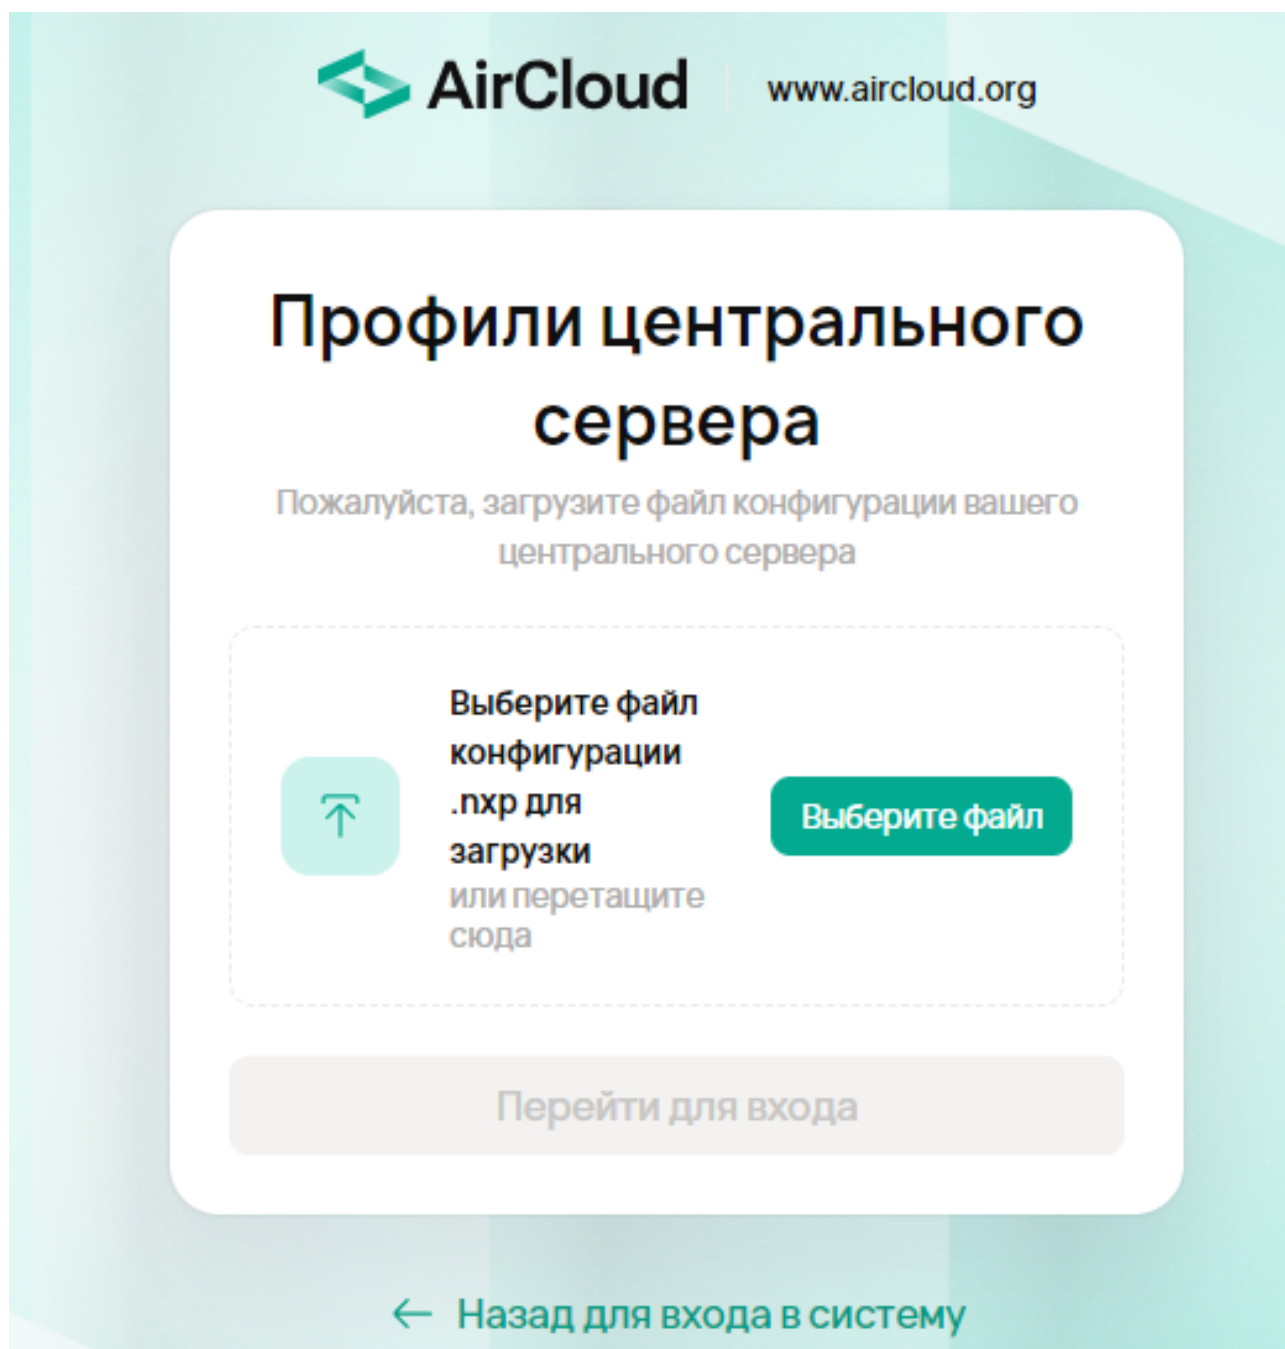 AirCloud
www.aircloud.org
Профили центрального
сервера
Пожалуйста, загрузите файл конфигурации вашего
центрального сервера
Выберите файл
конфигурации
.nxp для
загрузки
или перетащите
сюда
Выберите файл
Перейти для входа
← Назад для входа в систему